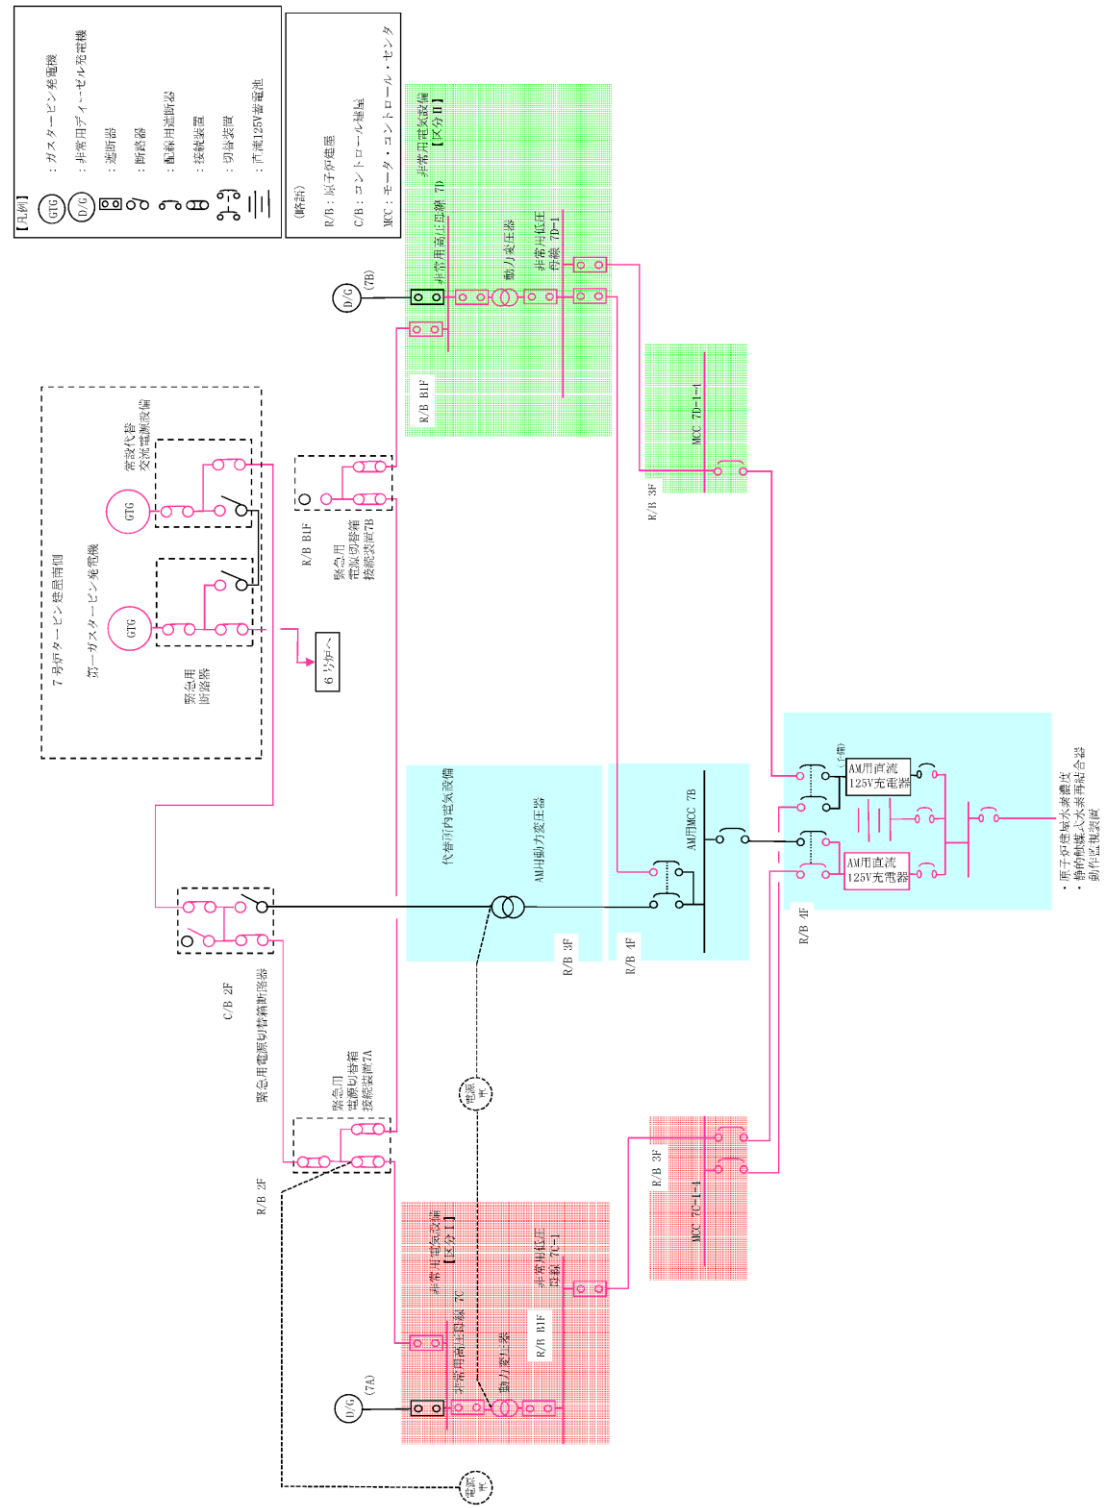 【凡例】
GTG
：ガスタービン発電機
D/G
：非常用ディーゼル発電機
：遮断器
：断路器
：配線用遮断器
：接続装置
：切替装置
：直流125V蓄電池
（略語）
R/B：原子炉建屋
C/B：コントロール建屋
MCC：モータ・コントロール・センタ
7号炉タービン建屋南側
第一ガスタービン発電機
常設代替
交流電源設備
GTG
GTG
緊急用
断路器
6号炉へ
C/B 2F
緊急用電源切替箱断路器
R/B 2F
緊急用
電源切替箱
接続装置7A
R/B B1F
緊急用
電源切替箱
接続装置7B
D/G
(7A)
D/G
(7B)
電源
車
電源
車
非常用電気設備
【区分Ⅰ】
非常用高圧母線 7C
動力変圧器
非常用低圧
母線 7C-1
R/B B1F
代替所内電気設備
AM用動力変圧器
R/B 3F
非常用電気設備
【区分Ⅱ】
非常用高圧母線 7D
動力変圧器
非常用低圧
母線 7D-1
R/B B1F
R/B 4F
AM用MCC 7B
R/B 3F
MCC 7C-1-4
R/B 3F
MCC 7D-1-4
R/B 4F
AM用直流
125V充電器
(予備)
AM用直流
125V充電器
・原子炉建屋水素濃度
・静的触媒式水素再結合器
動作監視装置